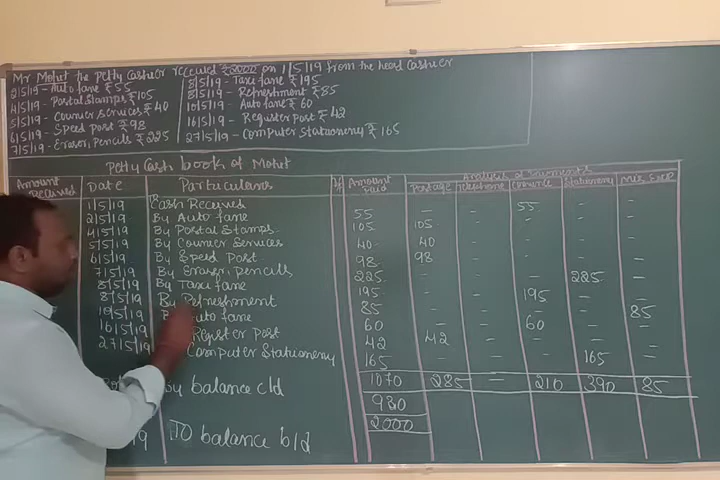 Mr Mohit the petty Cashier recieved ₹2000 on 1/5/19 from the head cashier
2/5/19 - Auto fare ₹55
4/5/19 - Postal Stamps ₹105
5/5/19 - Courier Services ₹40
6/5/19 - Speed Post ₹98
7/5/19 - Eraser, Pencils ₹225
8/5/19 - Taxi fare ₹195
8/5/19 - Refreshment ₹85
10/5/19 - Auto fare ₹60
16/5/19 - Register Post ₹42
27/5/19 - Computer Stationery ₹165
Petty Cash book of Mohit
Analysis of Payments
Amount Received Date Particulars Amount Paid Postage Telephone Stationery
1/5/19 Cash Received
2/5/19 By Auto fare 55 - - 55 - -
4/5/19 By Postal Stamps 105 105 - - - -
5/5/19 By Courier Services 40 40 - - - -
6/5/19 By Speed Post 98 98 - - - -
7/5/19 By Eraser, Pencils 225 - - - 225 -
8/5/19 By Taxi fare 195 - - 195 - -
8/5/19 By Refreshment 85 - - - - 85
10/5/19 Auto fare 60 - - 60 - -
16/5/19 Register Post 42 42 - - - -
27/5/19 Computer Stationery 165 - - - 165 -
1070 285 - 210 390 85
By balance c/d 930
2000
19 To balance b/d